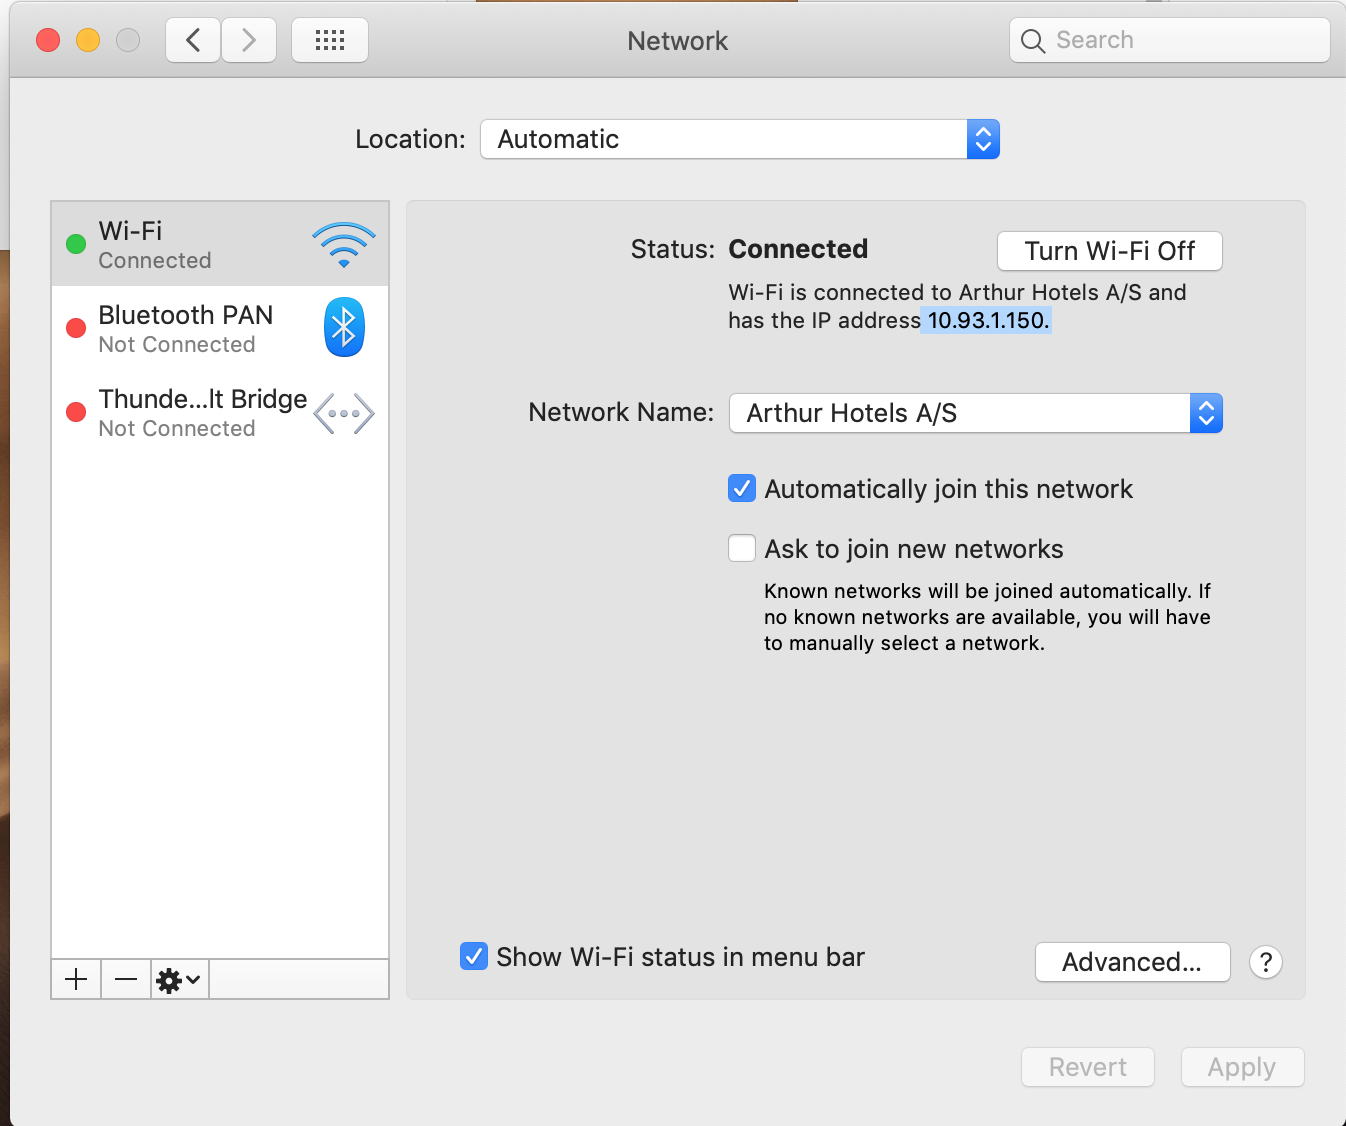 Network
Search
Location: Automatic
Wi-Fi
Connected
Bluetooth PAN
Not Connected
Thunde...lt Bridge
Not Connected
Status: Connected
Turn Wi-Fi Off
Wi-Fi is connected to Arthur Hotels A/S and
has the IP address 10.93.1.150.
Network Name: Arthur Hotels A/S
Automatically join this network
Ask to join new networks
Known networks will be joined automatically. If
no known networks are available, you will have
to manually select a network.
Show Wi-Fi status in menu bar
Advanced...
?
Revert
Apply